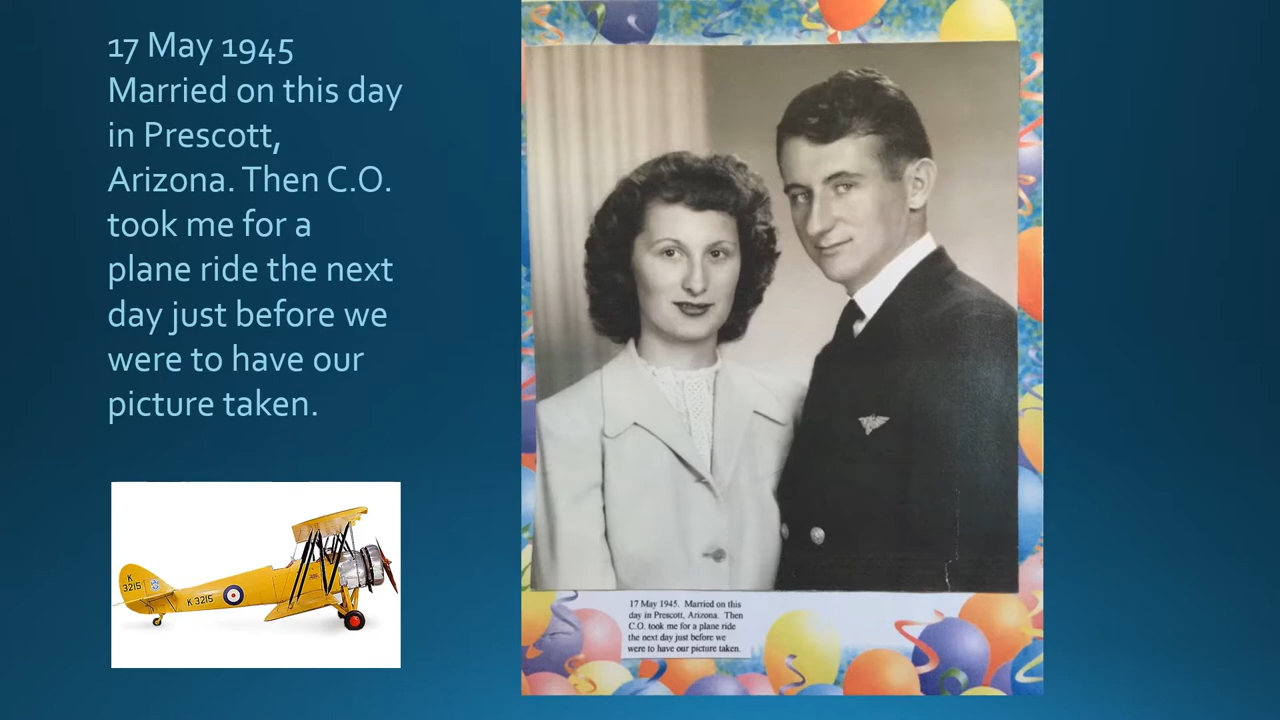 17 May 1945
Married on this day
in Prescott,
Arizona. Then C.O.
took me for a
plane ride the next
day just before we
were to have our
picture taken.
K
3215
K 3215
17 May 1945. Married on this
day in Prescott, Arizona. Then
C.O. took me for a plane ride
the next day just before we
were to have our picture taken.